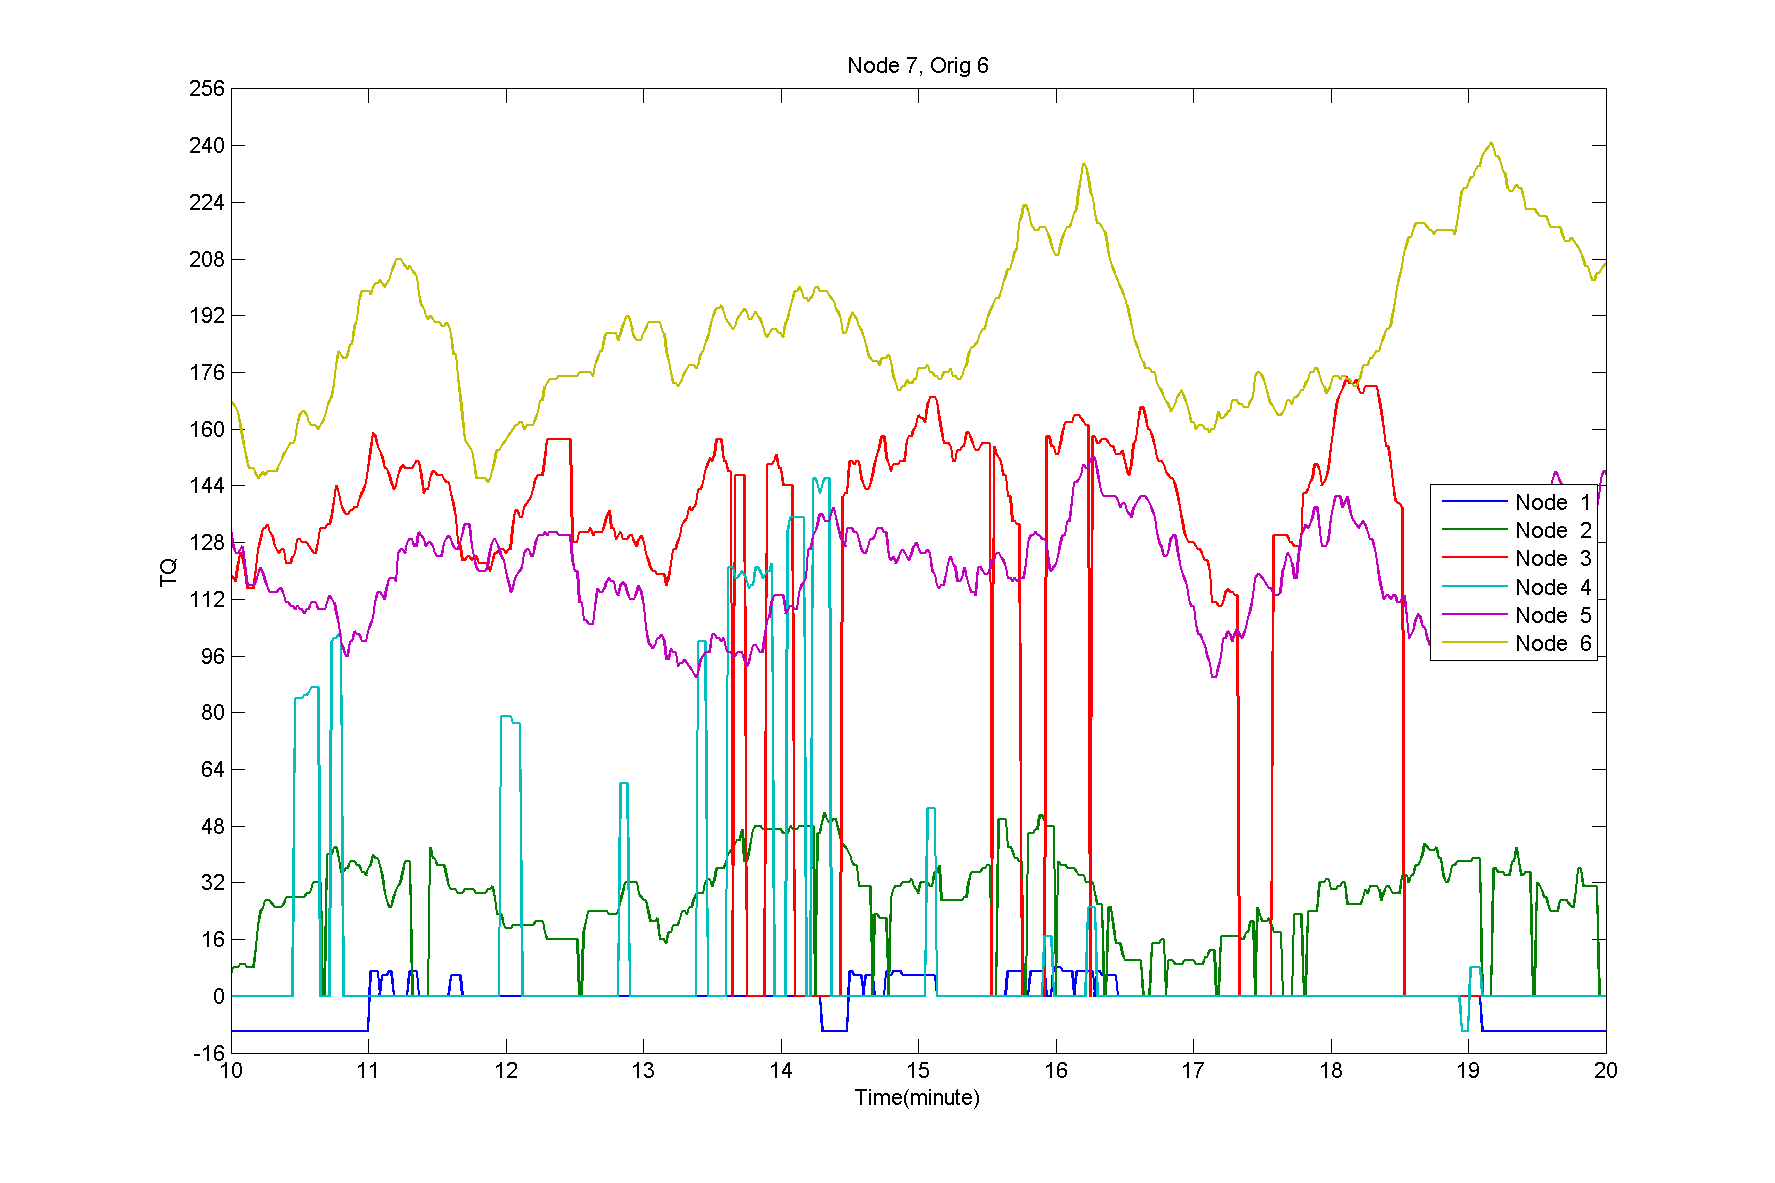 Node 7, Orig 6
256
240
224
208
192
176
160
144
128
112
96
80
64
48
32
16
0
-16
TQ
10 11 12 13 14 15 16 17 18 19 20
Time(minute)
Node 1
Node 2
Node 3
Node 4
Node 5
Node 6